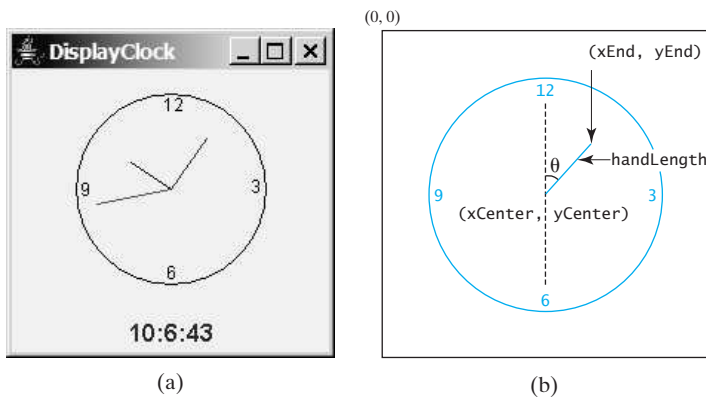 DisplayClock
12
9 3
6
10:6:43
(a)
(0, 0)
(xEnd, yEnd)
12
θ
handLength
9 3
(xCenter, yCenter)
6
(b)